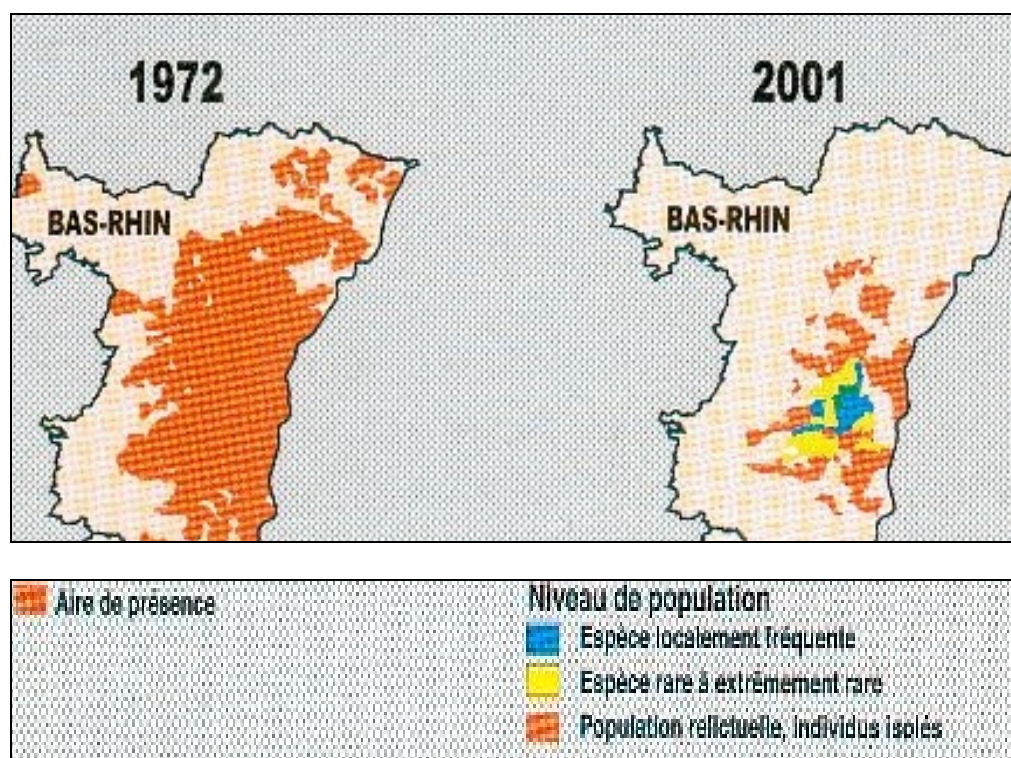 1972
2001
BAS-RHIN
BAS-RHIN
Aire de présence
Niveau de population
Espèce localement fréquente
Espèce rare à extrêmement rare
Population relictuelle, individus isolés